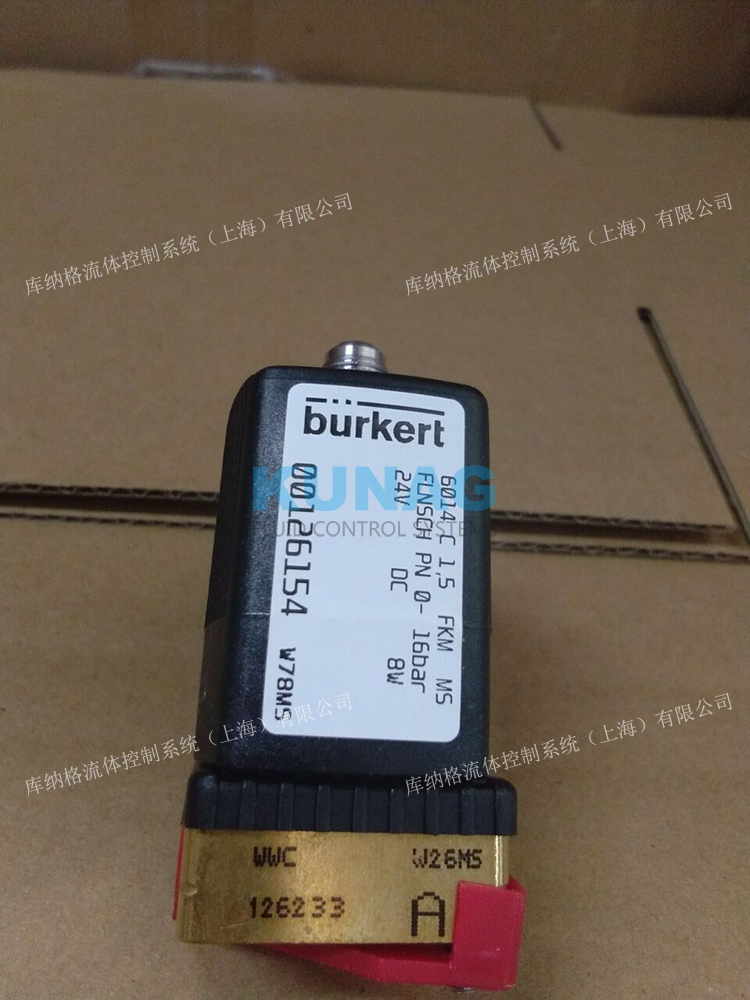 库纳格流体控制系统（上海）有限公司
库纳格流体控制系统（上海）有限公司
bürkert
6014 C 1,5 FKM MS
FLNSCH PN 0- 16bar
24V DC 8W
00126154 W78MS
KUNAG
FLUID CONTROL SYSTEMS
库纳格流体控制系统（上海）有限公司
库纳格流体控制系统（上海）有限公司
WWC W26MS
126233 A